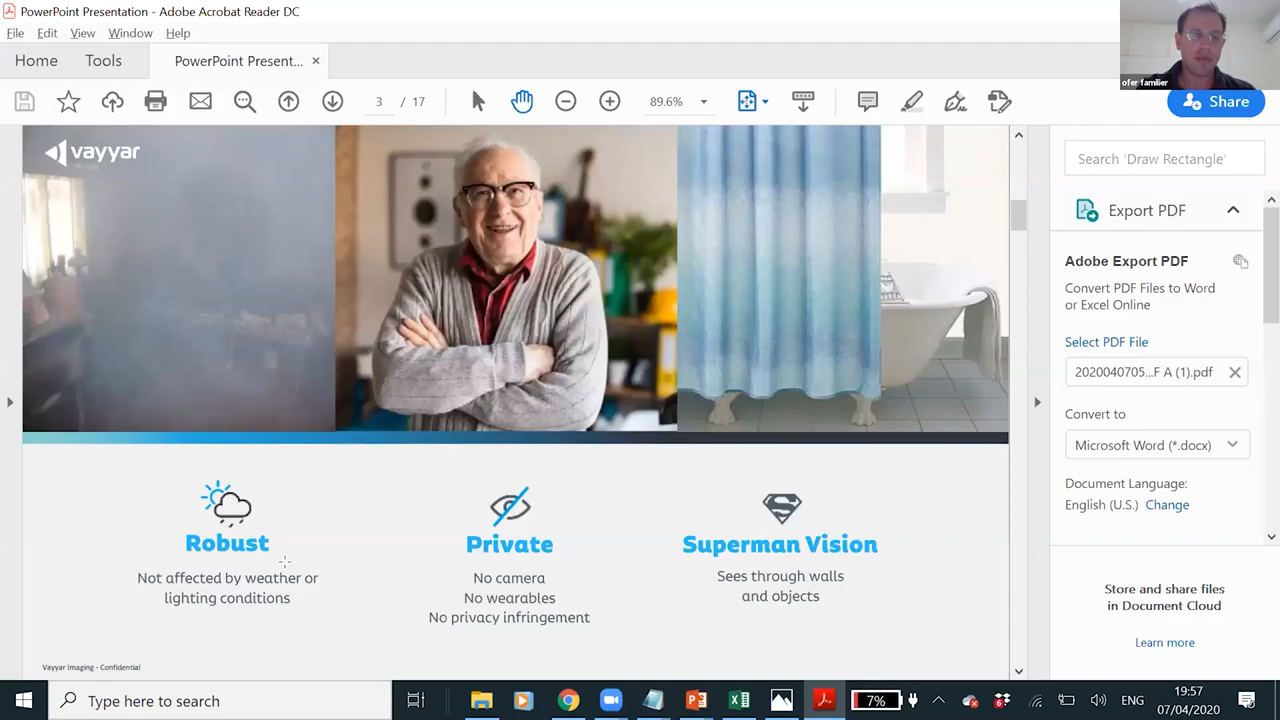 PowerPoint Presentation - Adobe Acrobat Reader DC
File Edit View Window Help
Home Tools PowerPoint Present... ×
3 / 17 89.6%
ofer familier
Share
vayyar
Robust
Not affected by weather or
lighting conditions
Private
No camera
No wearables
No privacy infringement
Superman Vision
Sees through walls
and objects
Vayyar Imaging - Confidential
Search 'Draw Rectangle'
Export PDF
Adobe Export PDF
Convert PDF Files to Word
or Excel Online
Select PDF File
2020040705...F A (1).pdf
Convert to
Microsoft Word (*.docx)
Document Language:
English (U.S.) Change
Store and share files
in Document Cloud
Learn more
Type here to search
7%
ENG
19:57
07/04/2020